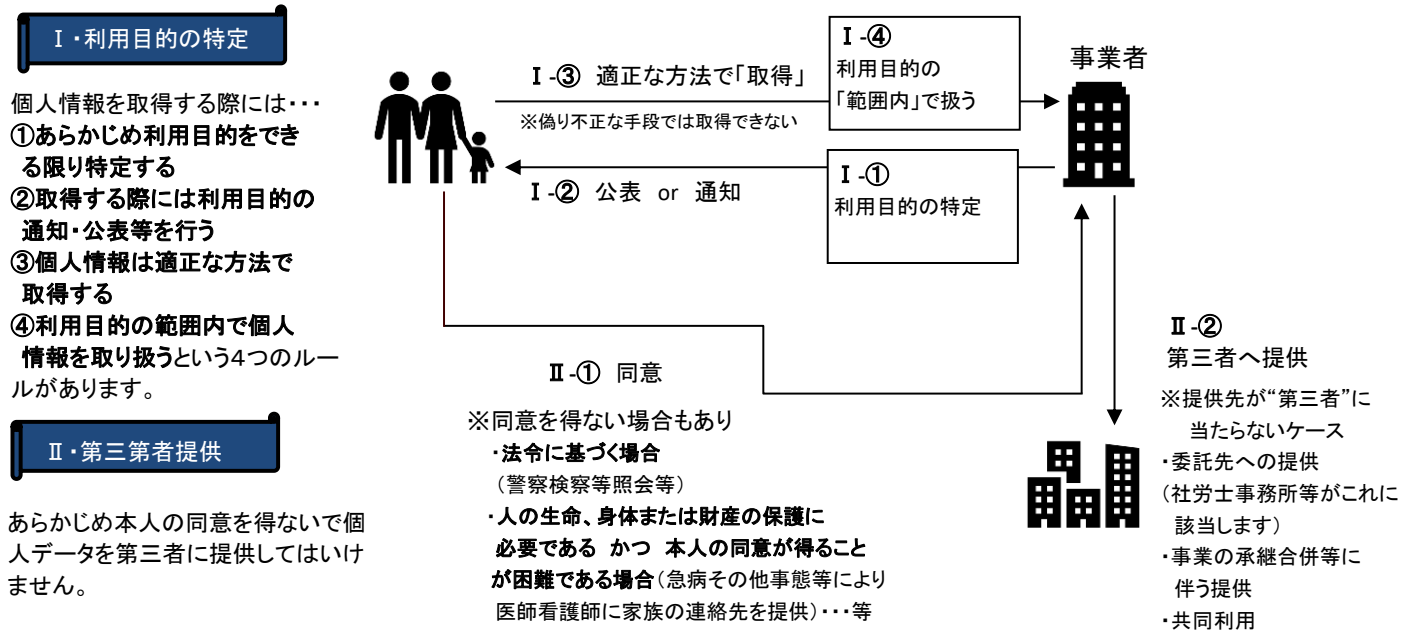 Ⅰ・利用目的の特定
個人情報を取得する際には・・・
①あらかじめ利用目的をでき
る限り特定する
②取得する際には利用目的の
通知・公表等を行う
③個人情報は適正な方法で
取得する
④利用目的の範囲内で個人
情報を取り扱うという4つのルー
ルがあります。
Ⅱ・第三第者提供
あらかじめ本人の同意を得ないで個
人データを第三者に提供してはいけ
ません。
Ⅰ-③ 適正な方法で「取得」
※偽り不正な手段では取得できない
Ⅰ-④
利用目的の
「範囲内」で扱う
事業者
Ⅰ-② 公表 or 通知
Ⅰ-①
利用目的の特定
Ⅱ-① 同意
※同意を得ない場合もあり
・法令に基づく場合
（警察検察等照会等）
・人の生命、身体または財産の保護に
必要である かつ 本人の同意が得ること
が困難である場合（急病その他事態等により
医師看護師に家族の連絡先を提供）・・・等
Ⅱ-②
第三者へ提供
※提供先が“第三者”に
当たらないケース
・委託先への提供
（社労士事務所等がこれに
該当します）
・事業の承継合併等に
伴う提供
・共同利用